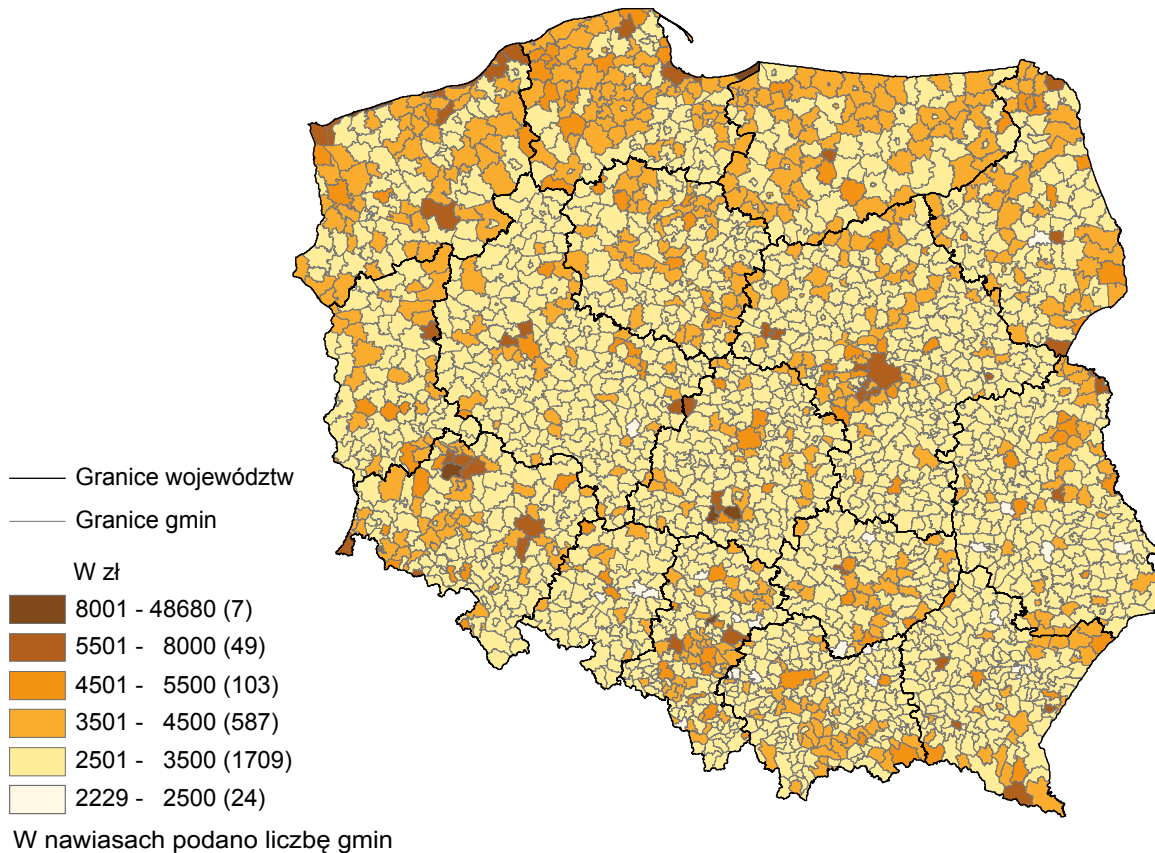 Granice województw
Granice gmin
W zł
8001 - 48680 (7)
5501 - 8000 (49)
4501 - 5500 (103)
3501 - 4500 (587)
2501 - 3500 (1709)
2229 - 2500 (24)
W nawiasach podano liczbę gmin